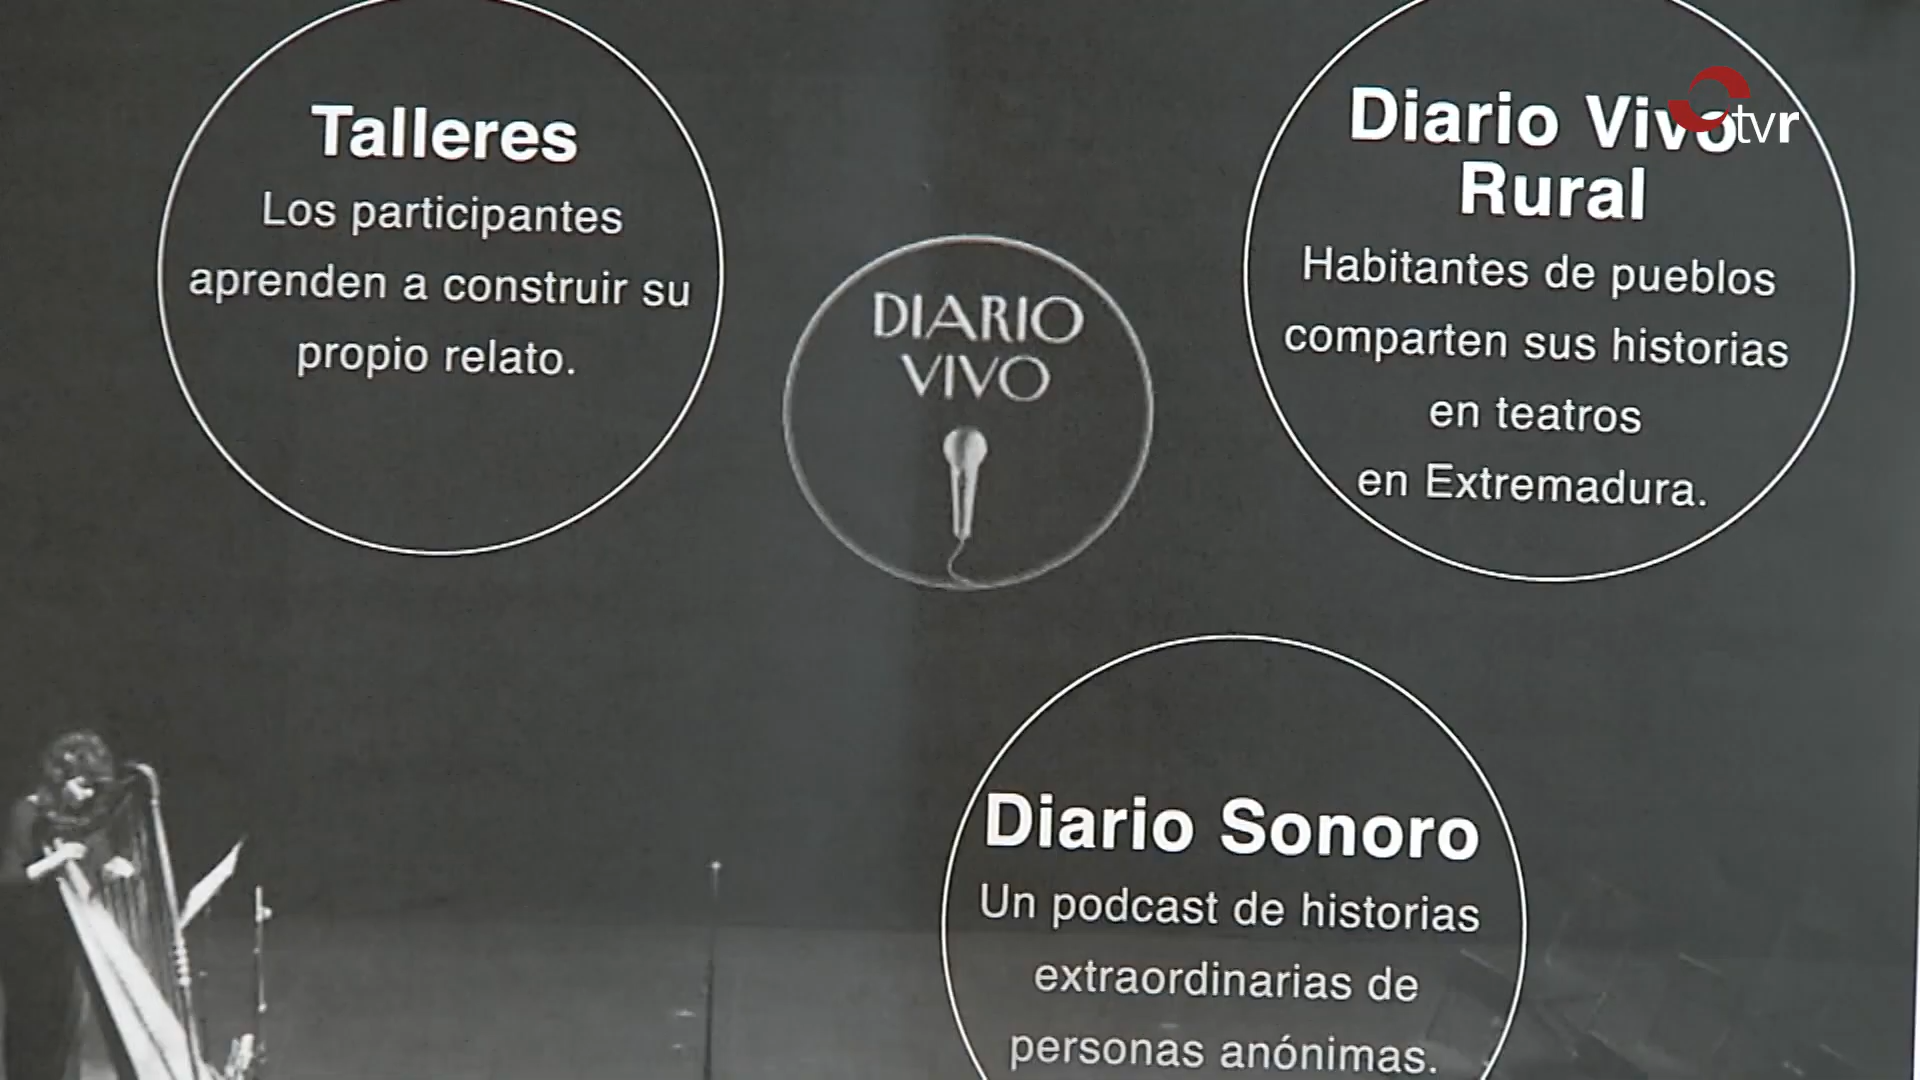 Talleres
Los participantes
aprenden a construir su
propio relato.
DIARIO
VIVO
Diario Vivo
Rural
Habitantes de pueblos
comparten sus historias
en teatros
en Extremadura.
tvr
Diario Sonoro
Un podcast de historias
extraordinarias de
personas anónimas.